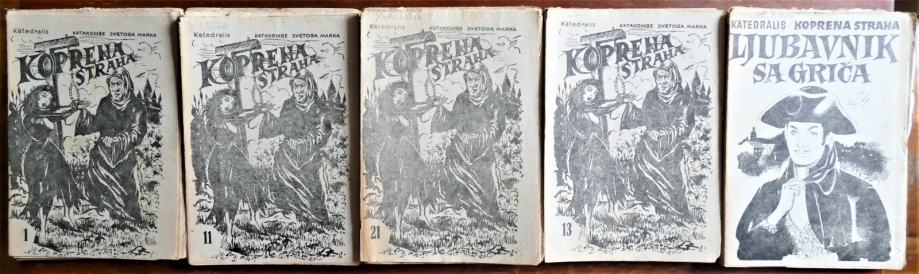 Katedralis KATAKOMBE SVETOGA MARKA
KOPRENA
STRAHA
1
Katedralis KATAKOMBE SVETOGA MARKA
KOPRENA
STRAHA
11
Katedralis KATAKOMBE SVETOGA MARKA
KOPRENA
STRAHA
21
Katedralis KATAKOMBE SVETOGA MARKA
KOPRENA
STRAHA
13
KATEDRALIS KOPRENA STRAHA
LJUBAVNIK
SA GRIČA
24